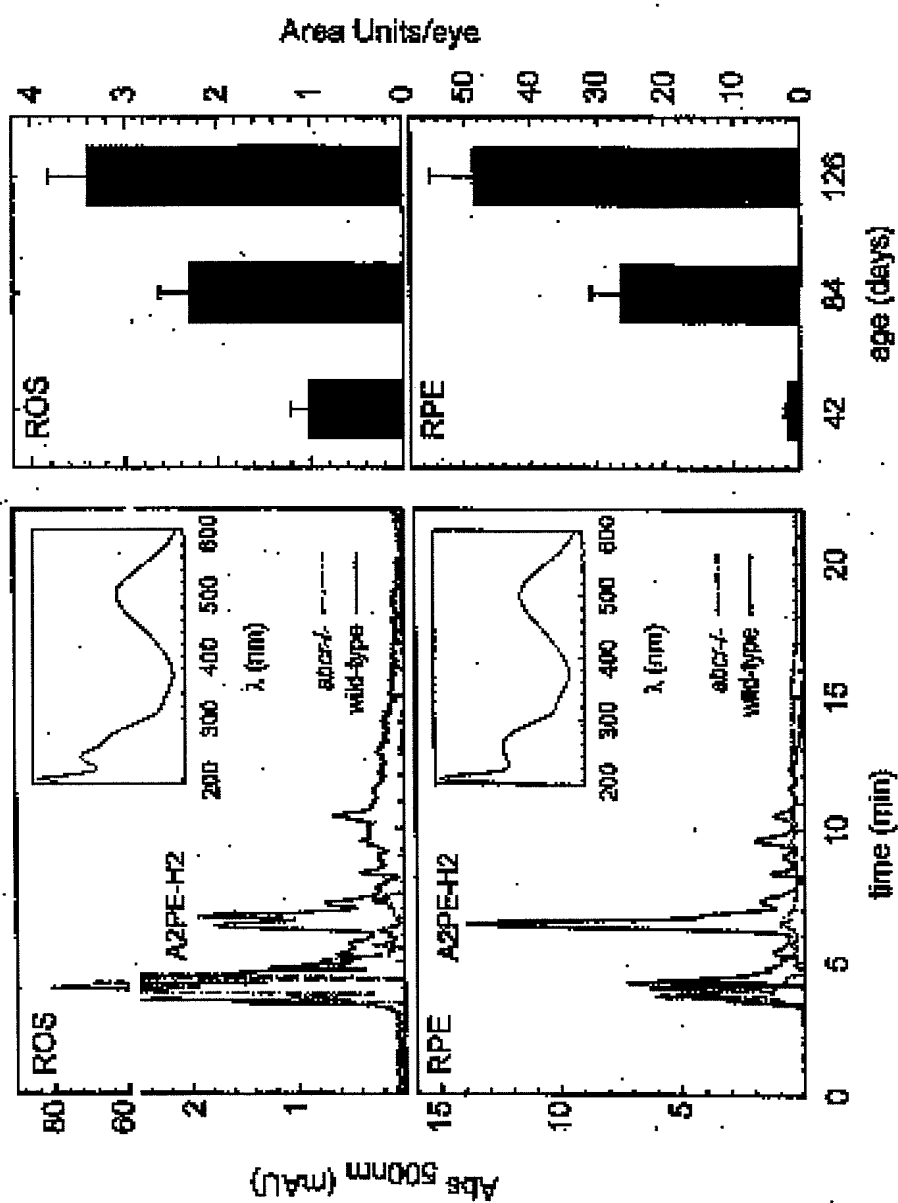 Abs 500nm (mAU)
80
60
2
1
ROS
A2PE-H2
200 300 400 500 600
λ (nm)
abcr-/-
wild-type
15
10
5
RPE
A2PE-H2
200 300 400 500 600
λ (nm)
abcr-/-
wild-type
0 5 10 15 20
time (min)
ROS
4
3
2
1
0
Area Units/eye
RPE
50
40
30
20
10
0
42 84 126
age (days)